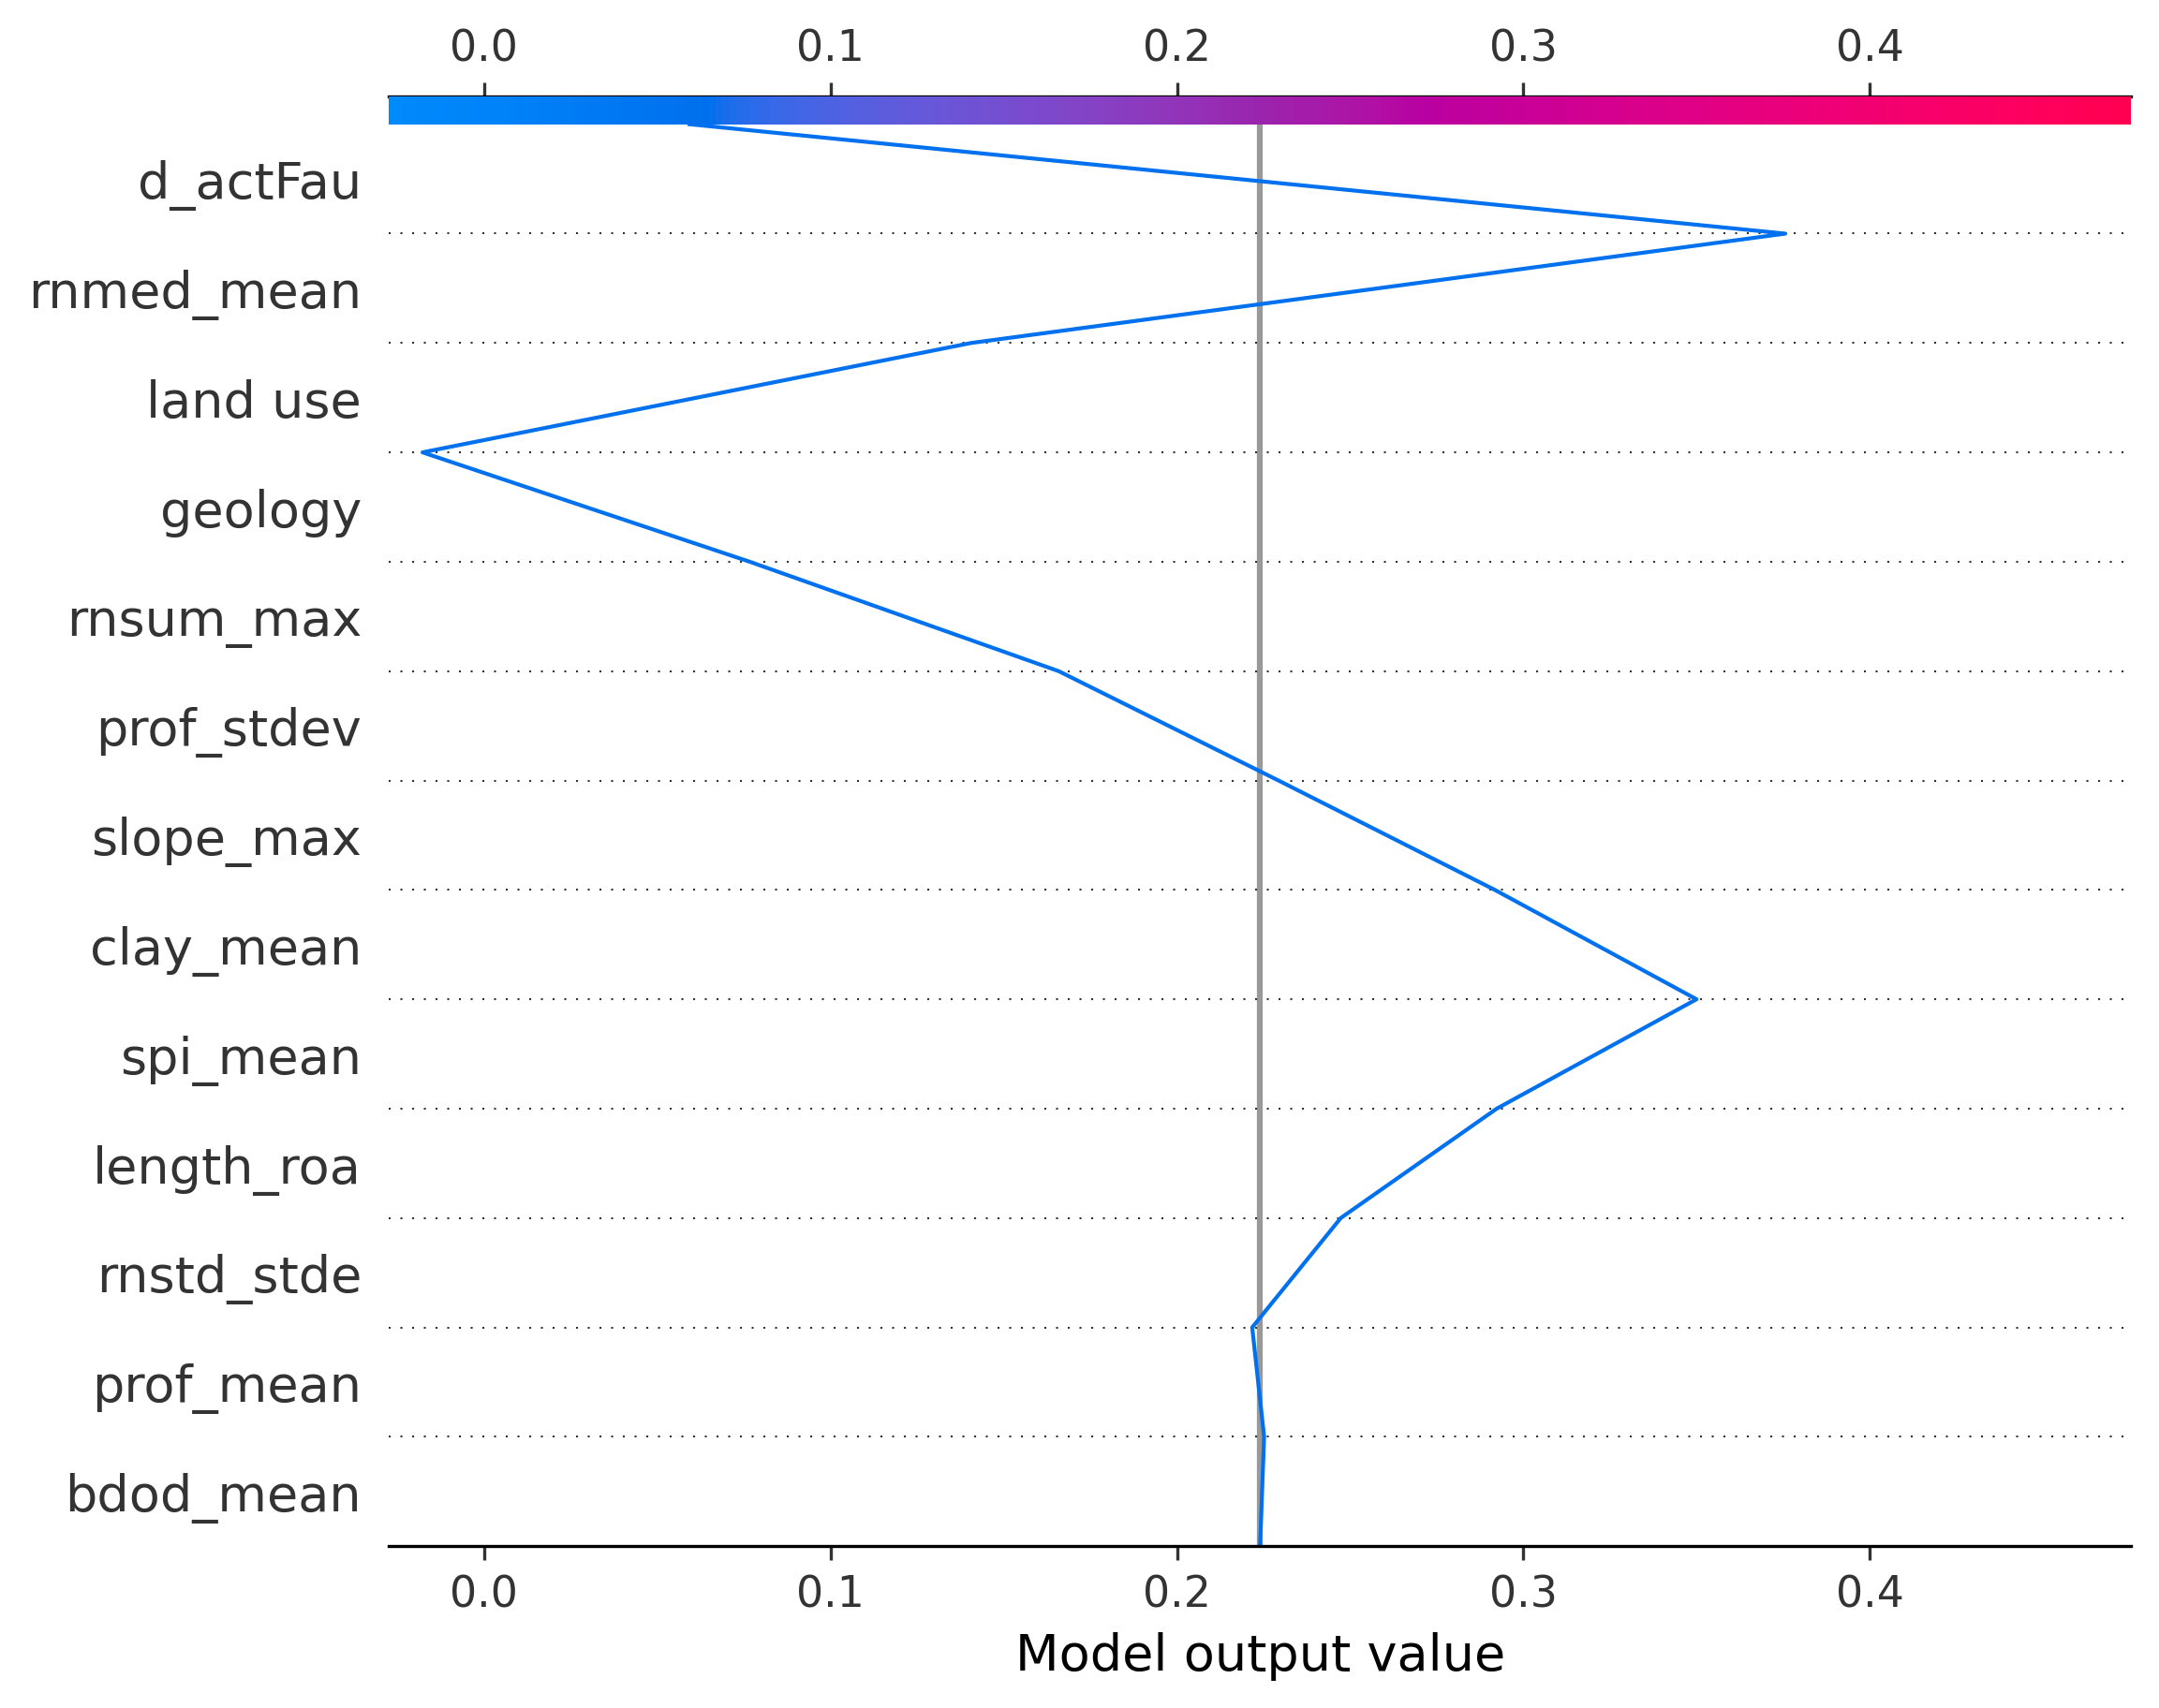 0.0 0.1 0.2 0.3 0.4
d_actFau
rnmed_mean
land use
geology
rnsum_max
prof_stdev
slope_max
clay_mean
spi_mean
length_roa
rnstd_stde
prof_mean
bdod_mean
0.0 0.1 0.2 0.3 0.4
Model output value